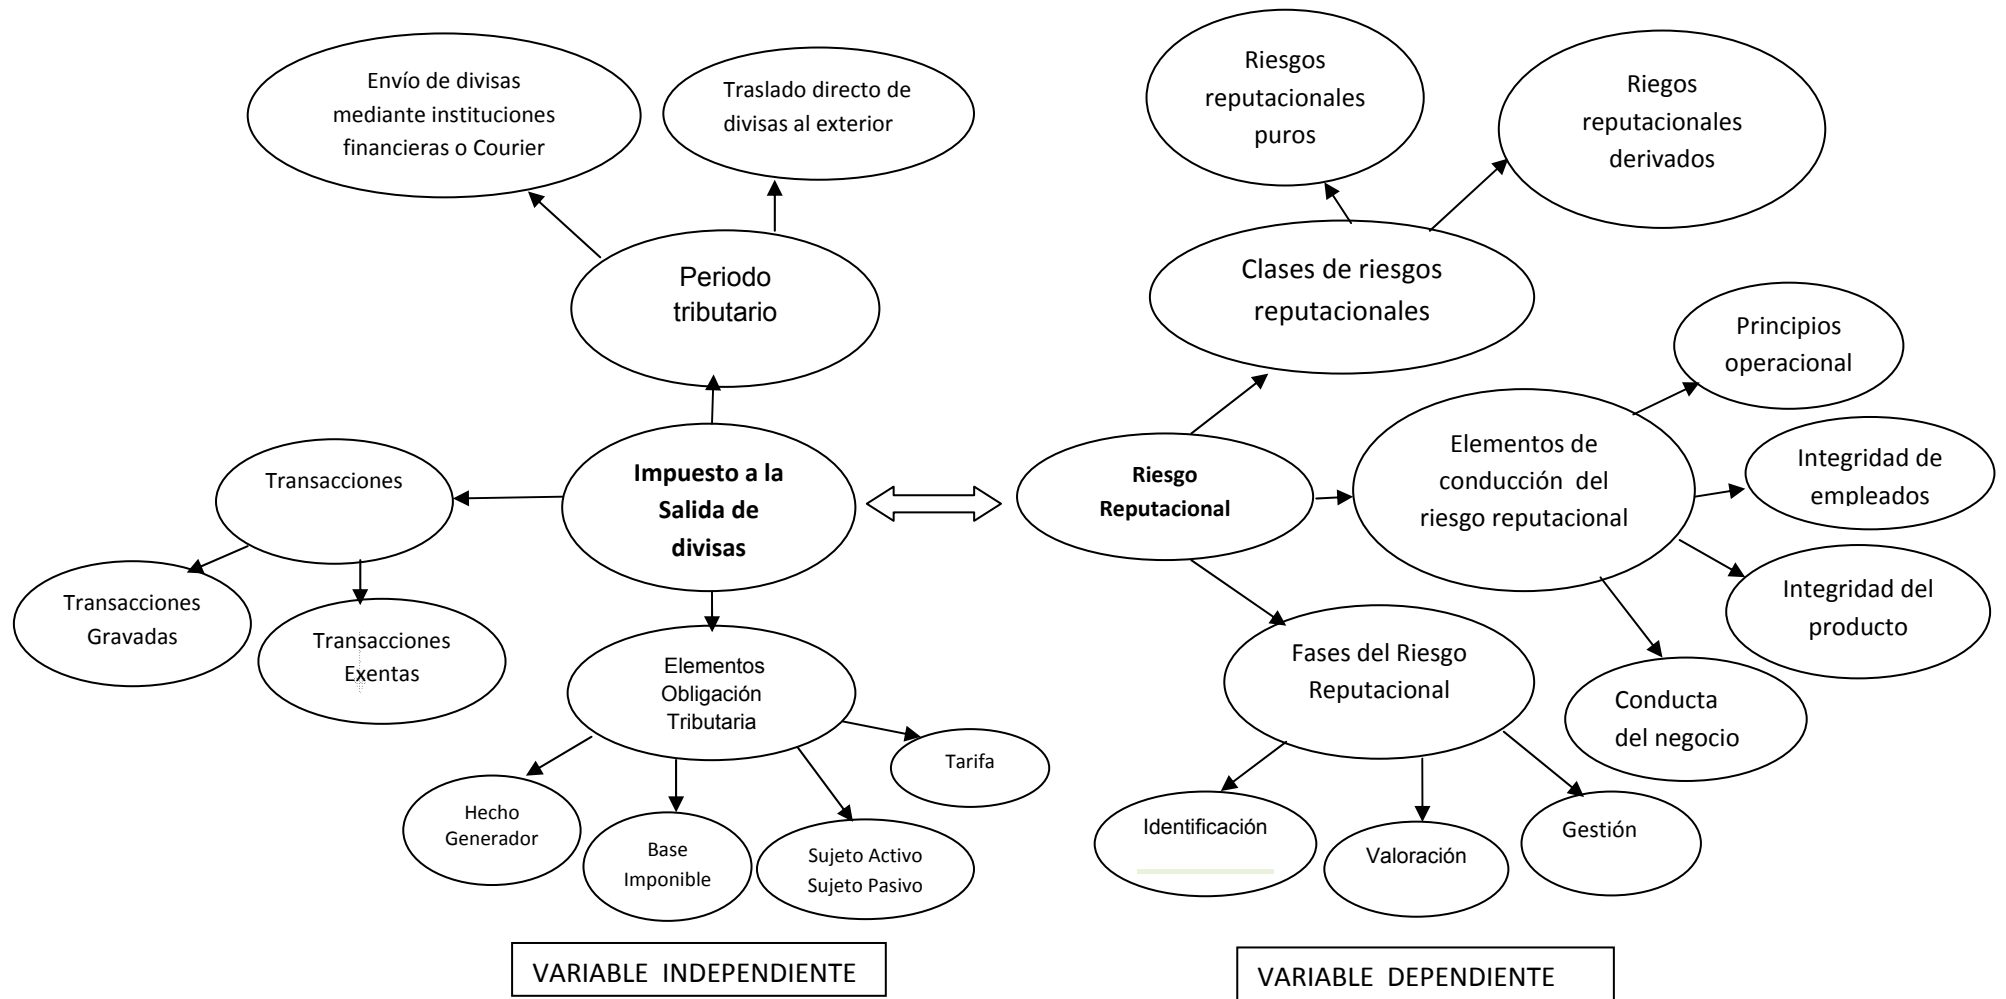 Envío de divisas
mediante instituciones
financieras o Courier
Traslado directo de
divisas al exterior
Periodo
tributario
Transacciones
Transacciones
Gravadas
Transacciones
Exentas
Impuesto a la
Salida de
divisas
Elementos
Obligación
Tributaria
Hecho
Generador
Base
Imponible
Sujeto Activo
Sujeto Pasivo
Tarifa
VARIABLE INDEPENDIENTE
Riesgos
reputacionales
puros
Riegos
reputacionales
derivados
Clases de riesgos
reputacionales
Riesgo
Reputacional
Elementos de
conducción del
riesgo reputacional
Principios
operacional
Integridad de
empleados
Integridad del
producto
Conducta
del negocio
Fases del Riesgo
Reputacional
Identificación
Valoración
Gestión
VARIABLE DEPENDIENTE